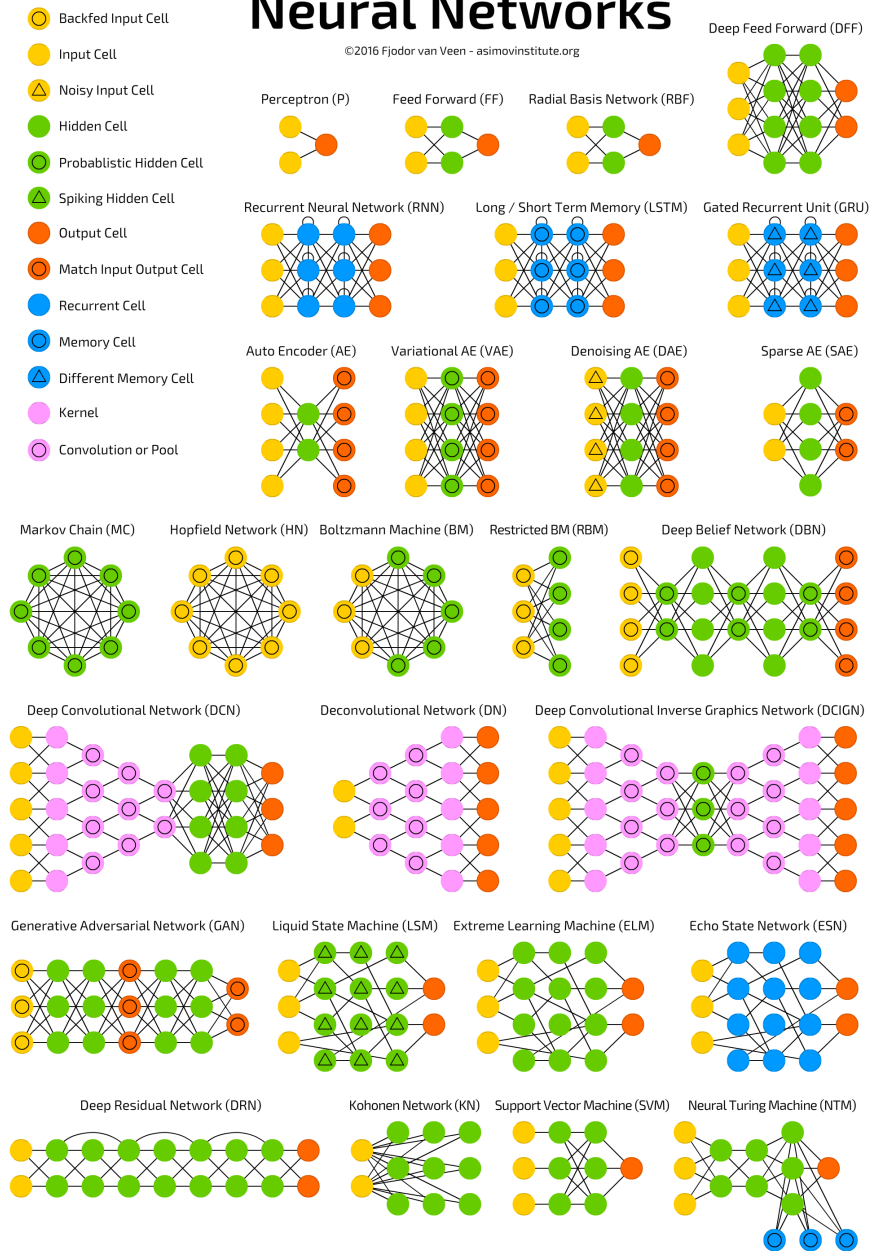 Neural Networks
©2016 Fjodor van Veen - asimovinstitute.org
Backfed Input Cell
Input Cell
Noisy Input Cell
Hidden Cell
Probablistic Hidden Cell
Spiking Hidden Cell
Output Cell
Match Input Output Cell
Recurrent Cell
Memory Cell
Different Memory Cell
Kernel
Convolution or Pool
Deep Feed Forward (DFF)
Perceptron (P)
Feed Forward (FF)
Radial Basis Network (RBF)
Recurrent Neural Network (RNN)
Long / Short Term Memory (LSTM)
Gated Recurrent Unit (GRU)
Auto Encoder (AE)
Variational AE (VAE)
Denoising AE (DAE)
Sparse AE (SAE)
Markov Chain (MC)
Hopfield Network (HN)
Boltzmann Machine (BM)
Restricted BM (RBM)
Deep Belief Network (DBN)
Deep Convolutional Network (DCN)
Deconvolutional Network (DN)
Deep Convolutional Inverse Graphics Network (DCIGN)
Generative Adversarial Network (GAN)
Liquid State Machine (LSM)
Extreme Learning Machine (ELM)
Echo State Network (ESN)
Deep Residual Network (DRN)
Kohonen Network (KN)
Support Vector Machine (SVM)
Neural Turing Machine (NTM)